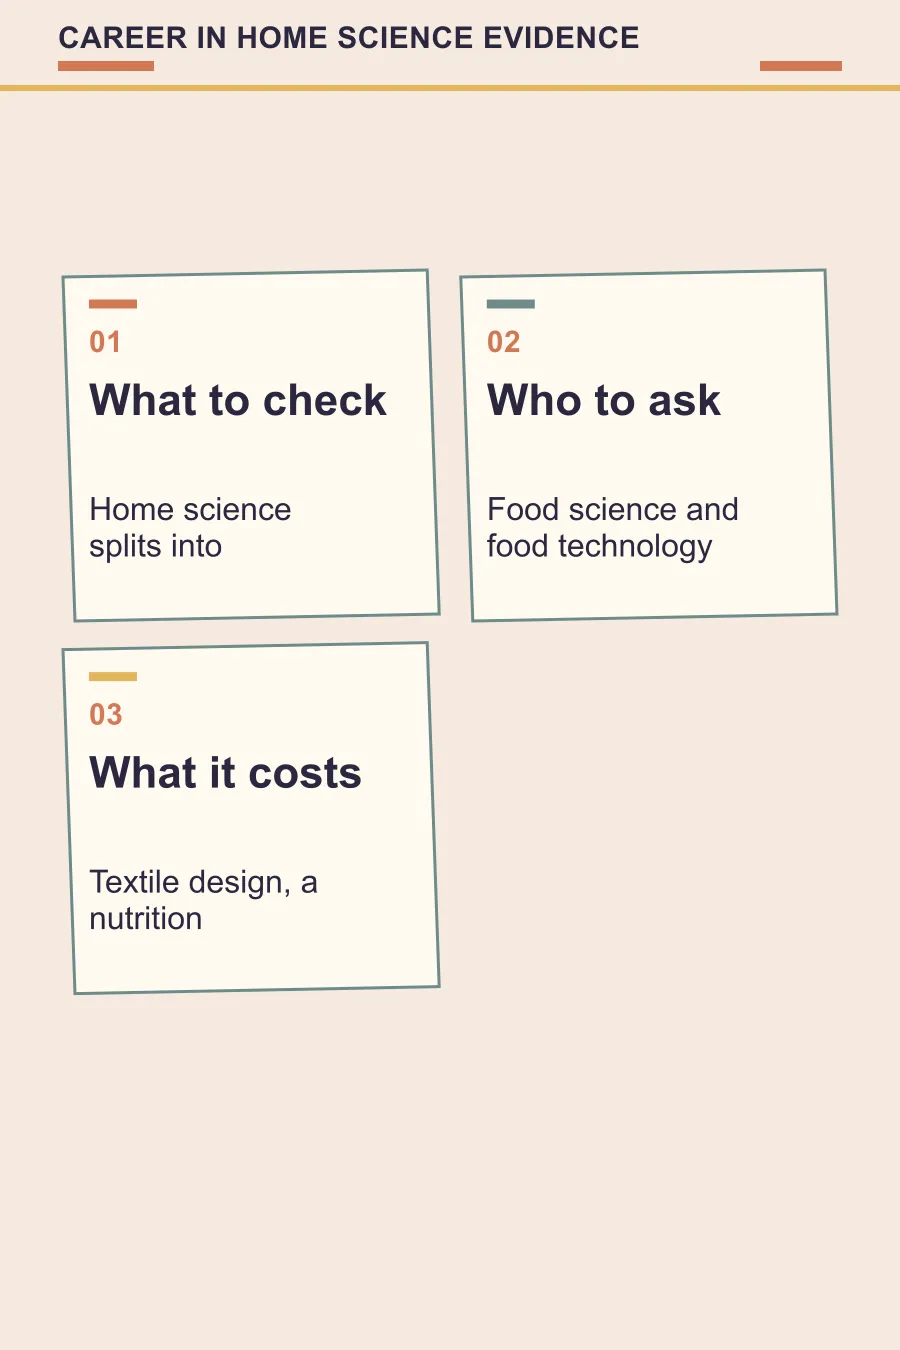 CAREER IN HOME SCIENCE EVIDENCE
01
What to check
Home science
splits into
02
Who to ask
Food science and
food technology
03
What it costs
Textile design, a
nutrition